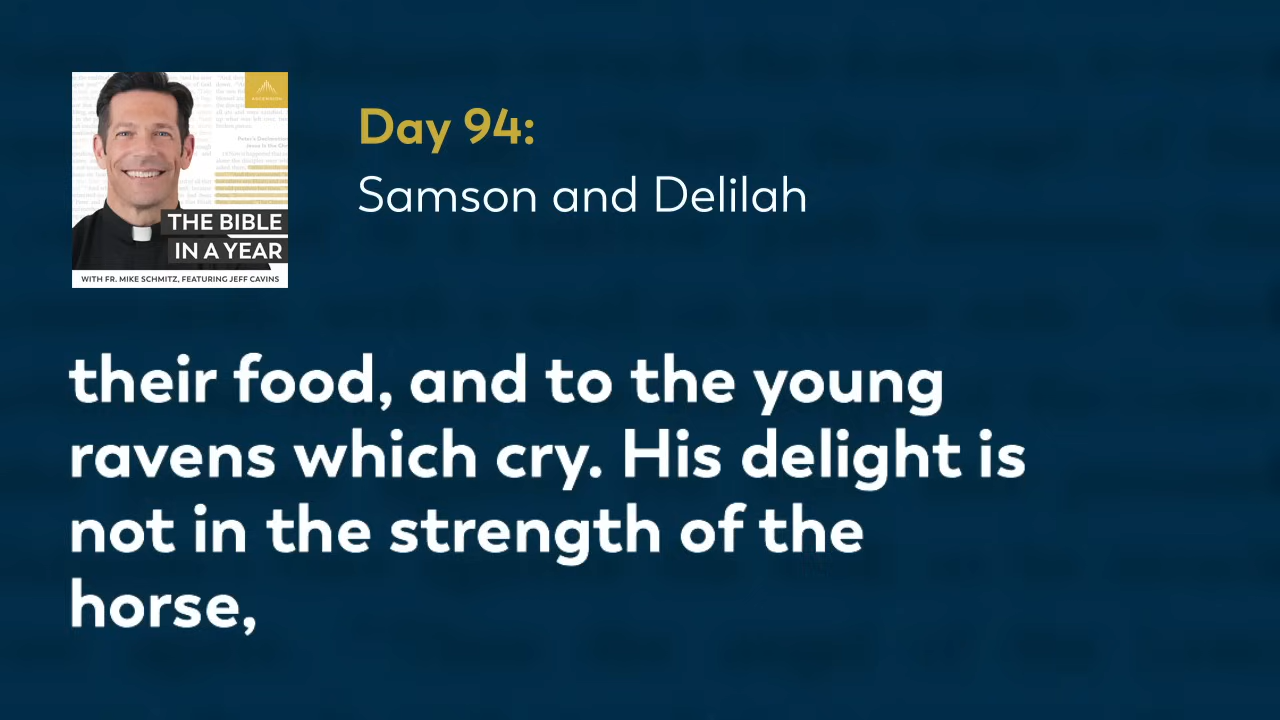 ASCENSION
Day 94:
Samson and Delilah
THE BIBLE
IN A YEAR
WITH FR. MIKE SCHMITZ, FEATURING JEFF CAVINS
their food, and to the young
ravens which cry. His delight is
not in the strength of the
horse,